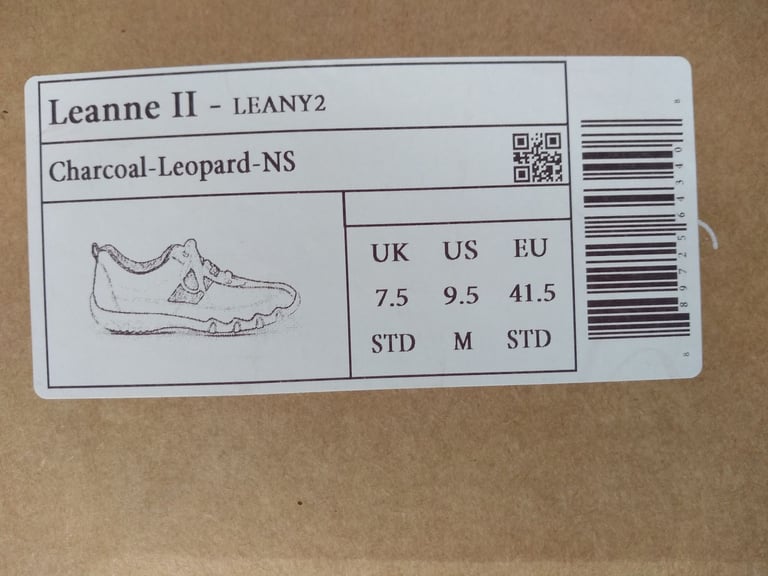 Leanne II - LEANY2
Charcoal-Leopard-NS
UK US EU
7.5 9.5 41.5
STD M STD